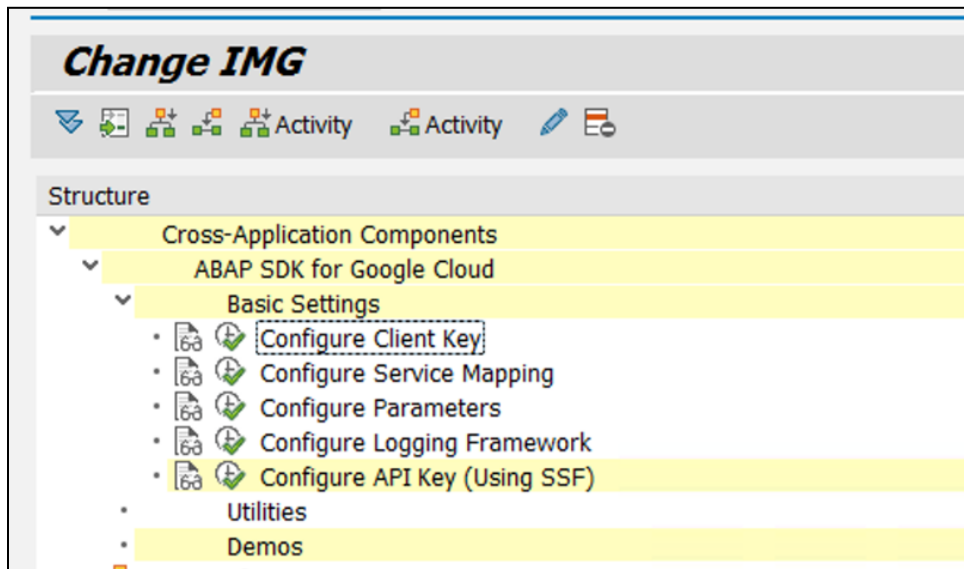 Change IMG
Activity Activity
Structure
Cross-Application Components
ABAP SDK for Google Cloud
Basic Settings
Configure Client Key
Configure Service Mapping
Configure Parameters
Configure Logging Framework
Configure API Key (Using SSF)
Utilities
Demos